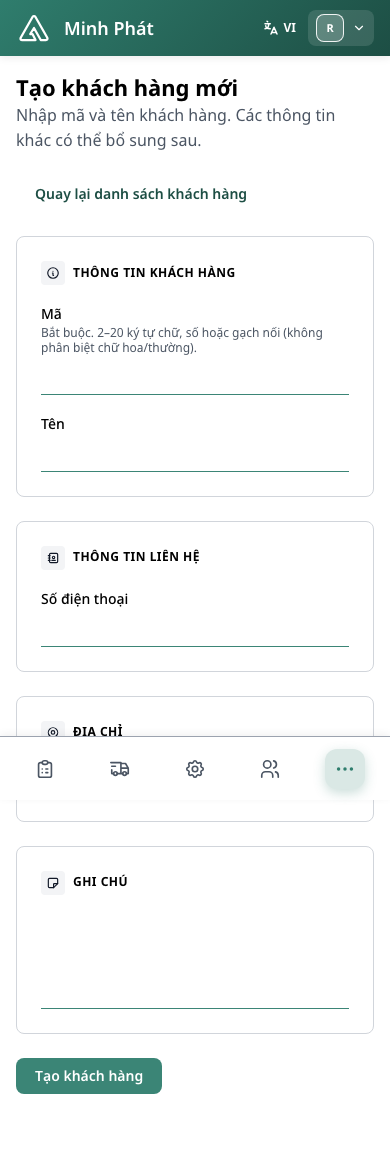 Minh Phát
VI
R
Tạo khách hàng mới
Nhập mã và tên khách hàng. Các thông tin
khác có thể bổ sung sau.
Quay lại danh sách khách hàng
THÔNG TIN KHÁCH HÀNG
Mã
Bắt buộc. 2–20 ký tự chữ, số hoặc gạch nối (không
phân biệt chữ hoa/thường).
Tên
THÔNG TIN LIÊN HỆ
Số điện thoại
ĐỊA CHỈ
GHI CHÚ
Tạo khách hàng